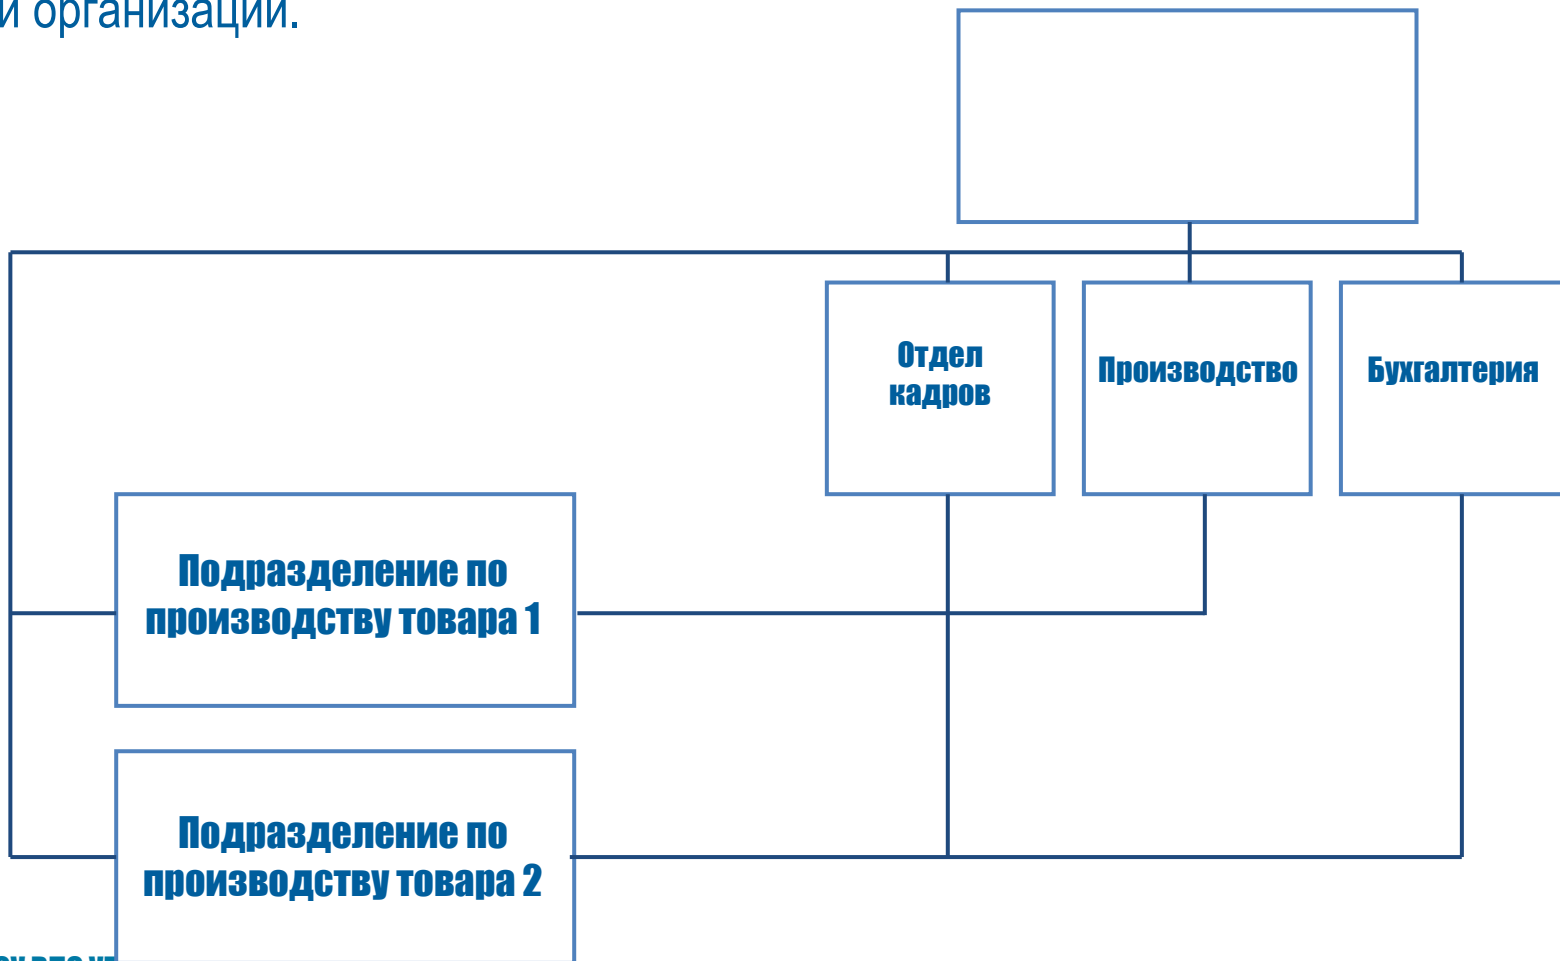 и организации.
Отдел
кадров
Производство
Бухгалтерия
Подразделение по
производству товара 1
Подразделение по
производству товара 2